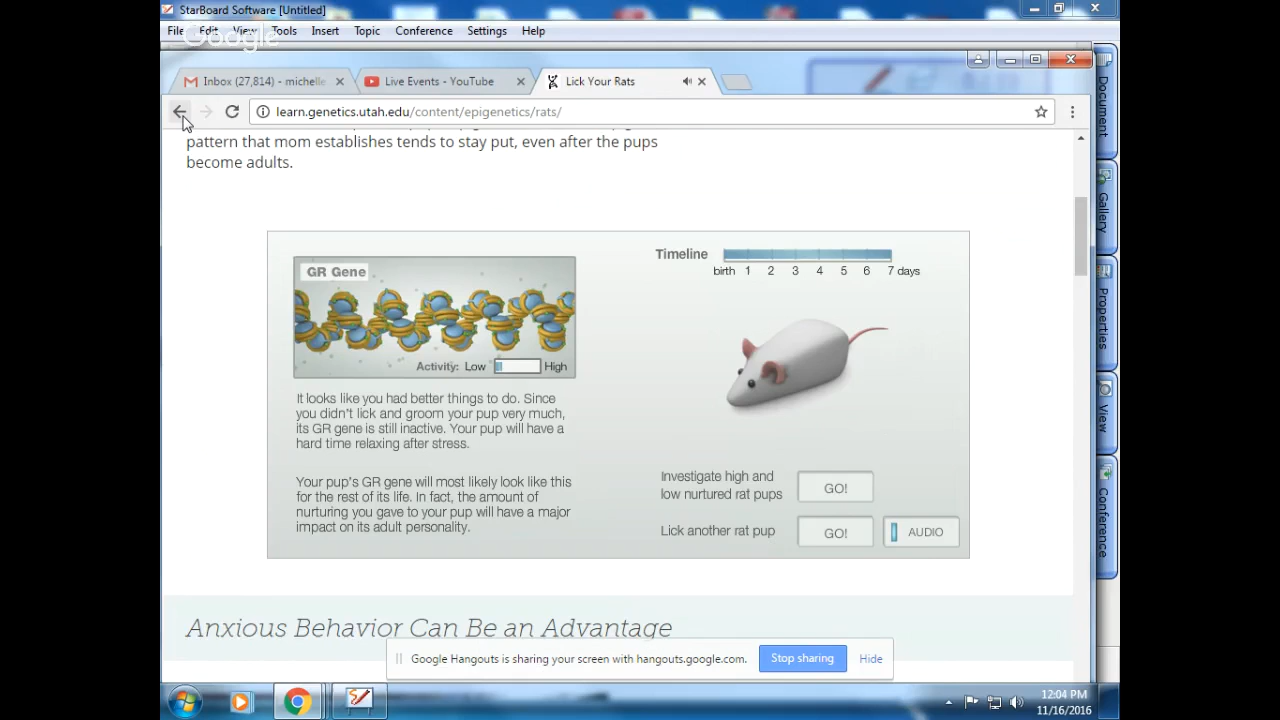 StarBoard Software [Untitled]
File Edit View Tools Insert Topic Conference Settings Help
Google
Inbox (27,814) - michelle
Live Events - YouTube
Lick Your Rats
learn.genetics.utah.edu/content/epigenetics/rats/
pattern that mom establishes tends to stay put, even after the pups
become adults.
GR Gene
Activity: Low High
Timeline
birth 1 2 3 4 5 6 7 days
It looks like you had better things to do. Since
you didn't lick and groom your pup very much,
its GR gene is still inactive. Your pup will have a
hard time relaxing after stress.
Your pup's GR gene will most likely look like this
for the rest of its life. In fact, the amount of
nurturing you gave to your pup will have a major
impact on its adult personality.
Investigate high and
low nurtured rat pups
GO!
Lick another rat pup
GO!
AUDIO
Anxious Behavior Can Be an Advantage
Google Hangouts is sharing your screen with hangouts.google.com.
Stop sharing
Hide
Document
Gallery
Properties
View
Conference
12:04 PM
11/16/2016